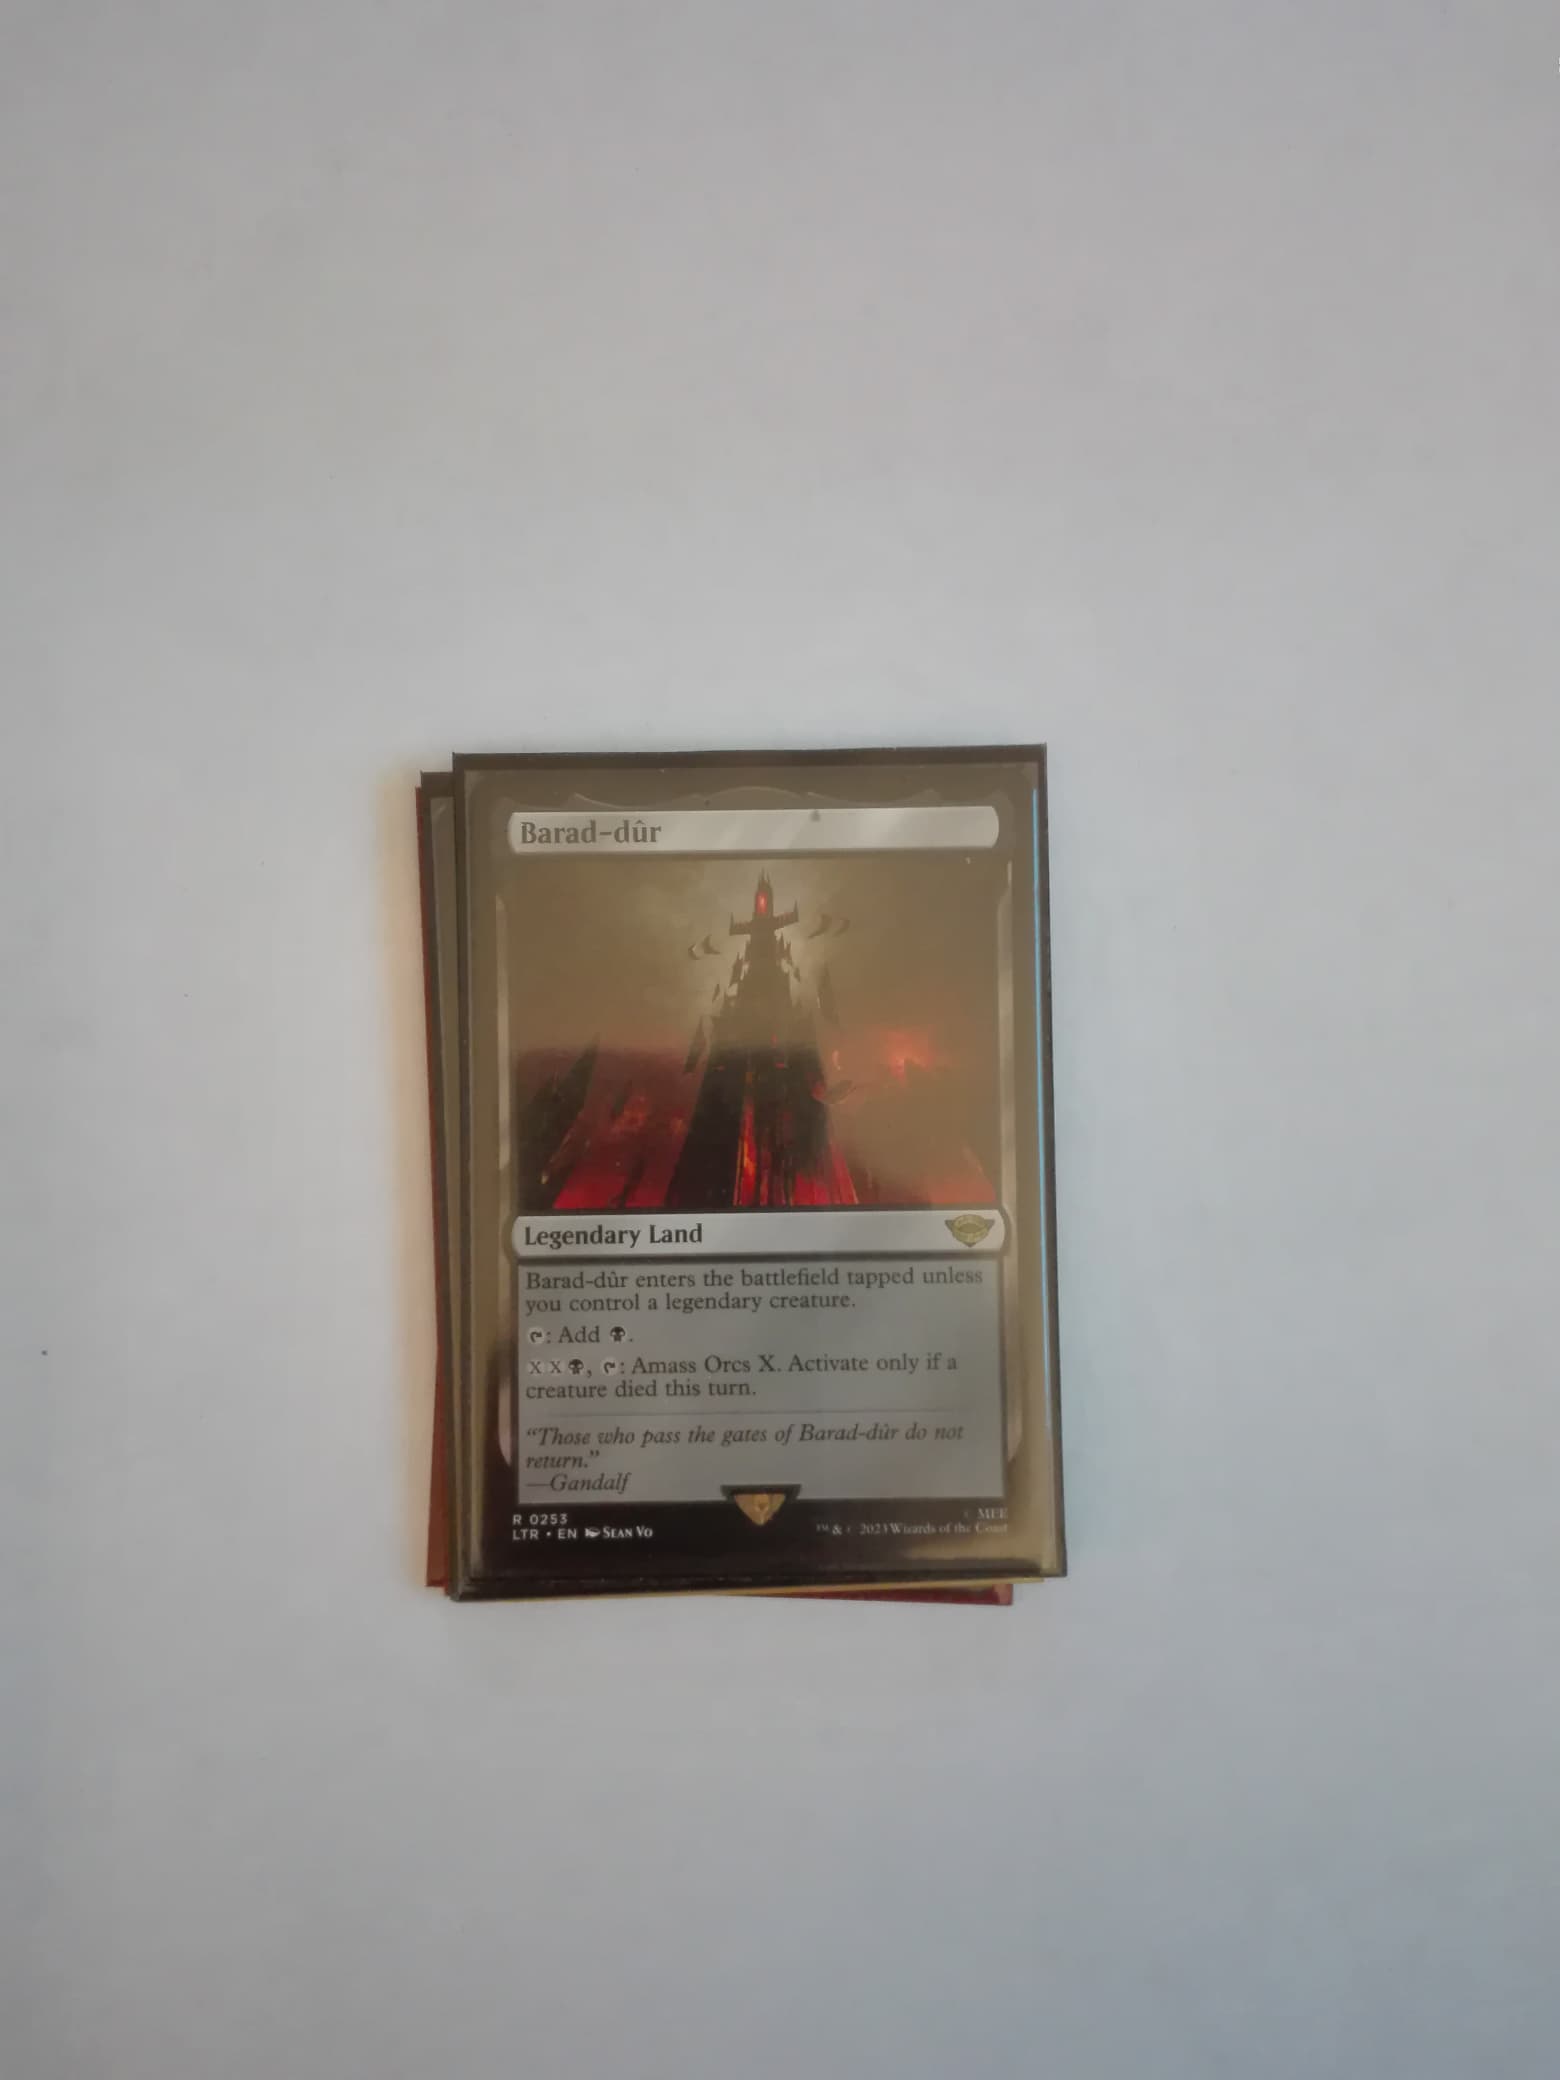 Barad-dûr
Legendary Land
Barad-dûr enters the battlefield tapped unless
you control a legendary creature.
: Add .
X X , : Amass Orcs X. Activate only if a
creature died this turn.
“Those who pass the gates of Barad-dûr do not
return.”
—Gandalf
R 0253
LTR • EN SEAN VO
© MEE
™ & © 2023 Wizards of the Coast